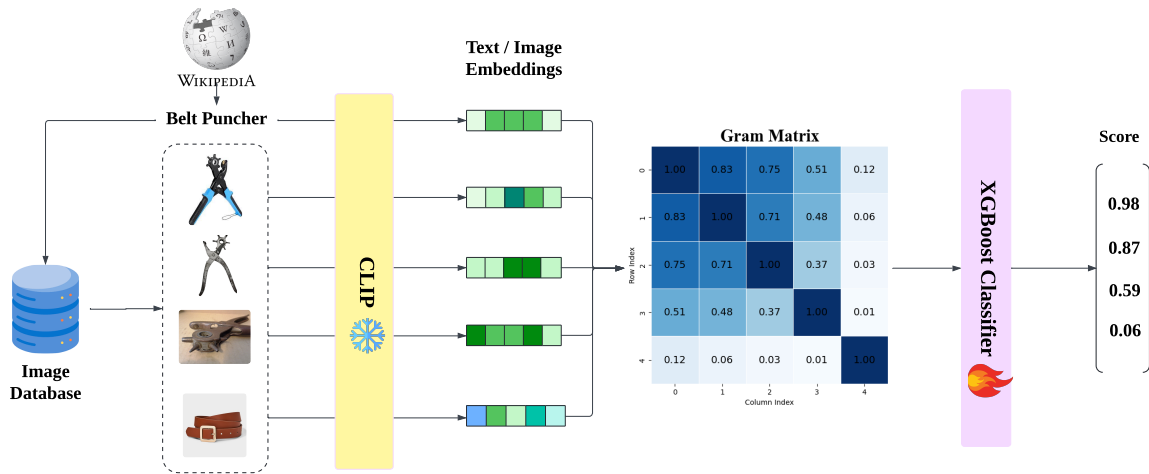 WIKIPEDIA
Belt Puncher
Image
Database
CLIP
Text / Image
Embeddings
Gram Matrix
Row Index
0
1
2
3
4
1.00 0.83 0.75 0.51 0.12
0.83 1.00 0.71 0.48 0.06
0.75 0.71 1.00 0.37 0.03
0.51 0.48 0.37 1.00 0.01
0.12 0.06 0.03 0.01 1.00
0 1 2 3 4
Column Index
XGBoost Classifier
Score
0.98
0.87
0.59
0.06